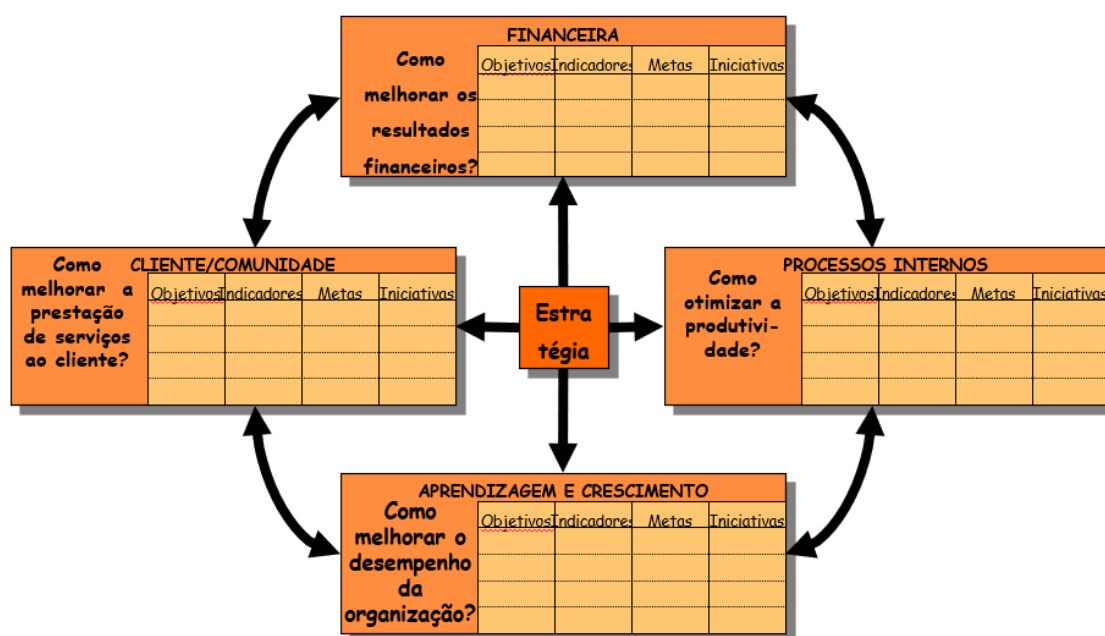 FINANCEIRA
Como
melhorar os
resultados
financeiros?
Objetivos Indicadores Metas Iniciativas
CLIENTE/COMUNIDADE
Como
melhorar a
prestação
de serviços
ao cliente?
Objetivos Indicadores Metas Iniciativas
Estra
tégia
PROCESSOS INTERNOS
Como
otimizar a
produtivi-
dade?
Objetivos Indicadores Metas Iniciativas
APRENDIZAGEM E CRESCIMENTO
Como
melhorar o
desempenho
da
organização?
Objetivos Indicadores Metas Iniciativas